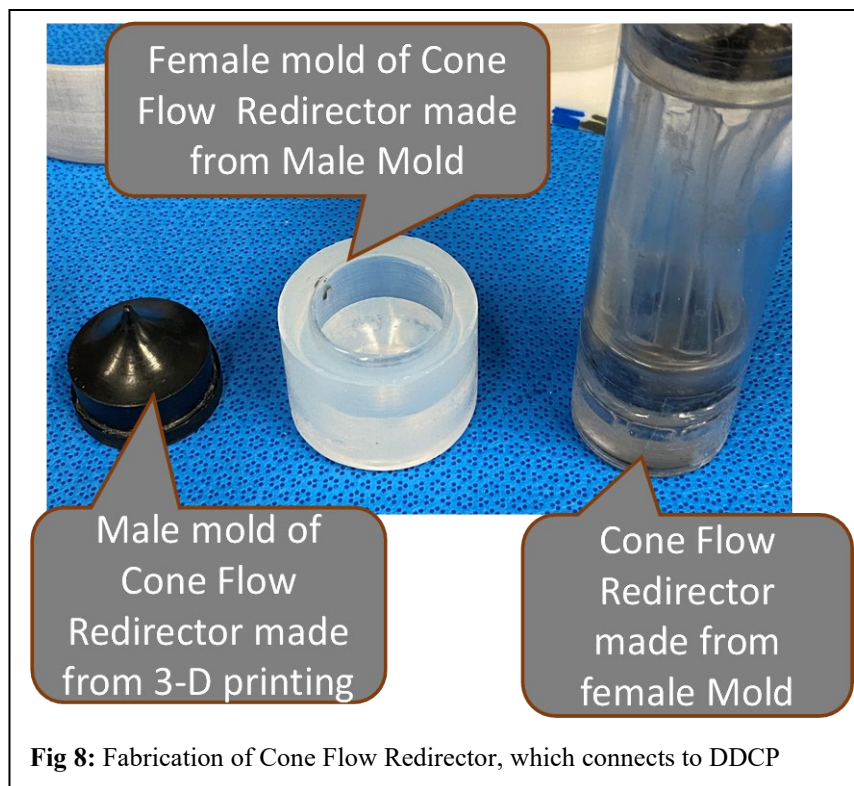 Female mold of Cone
Flow Redirector made
from Male Mold
Male mold of
Cone Flow
Redirector made
from 3-D printing
Cone Flow
Redirector
made from
female Mold
Fig 8: Fabrication of Cone Flow Redirector, which connects to DDCP